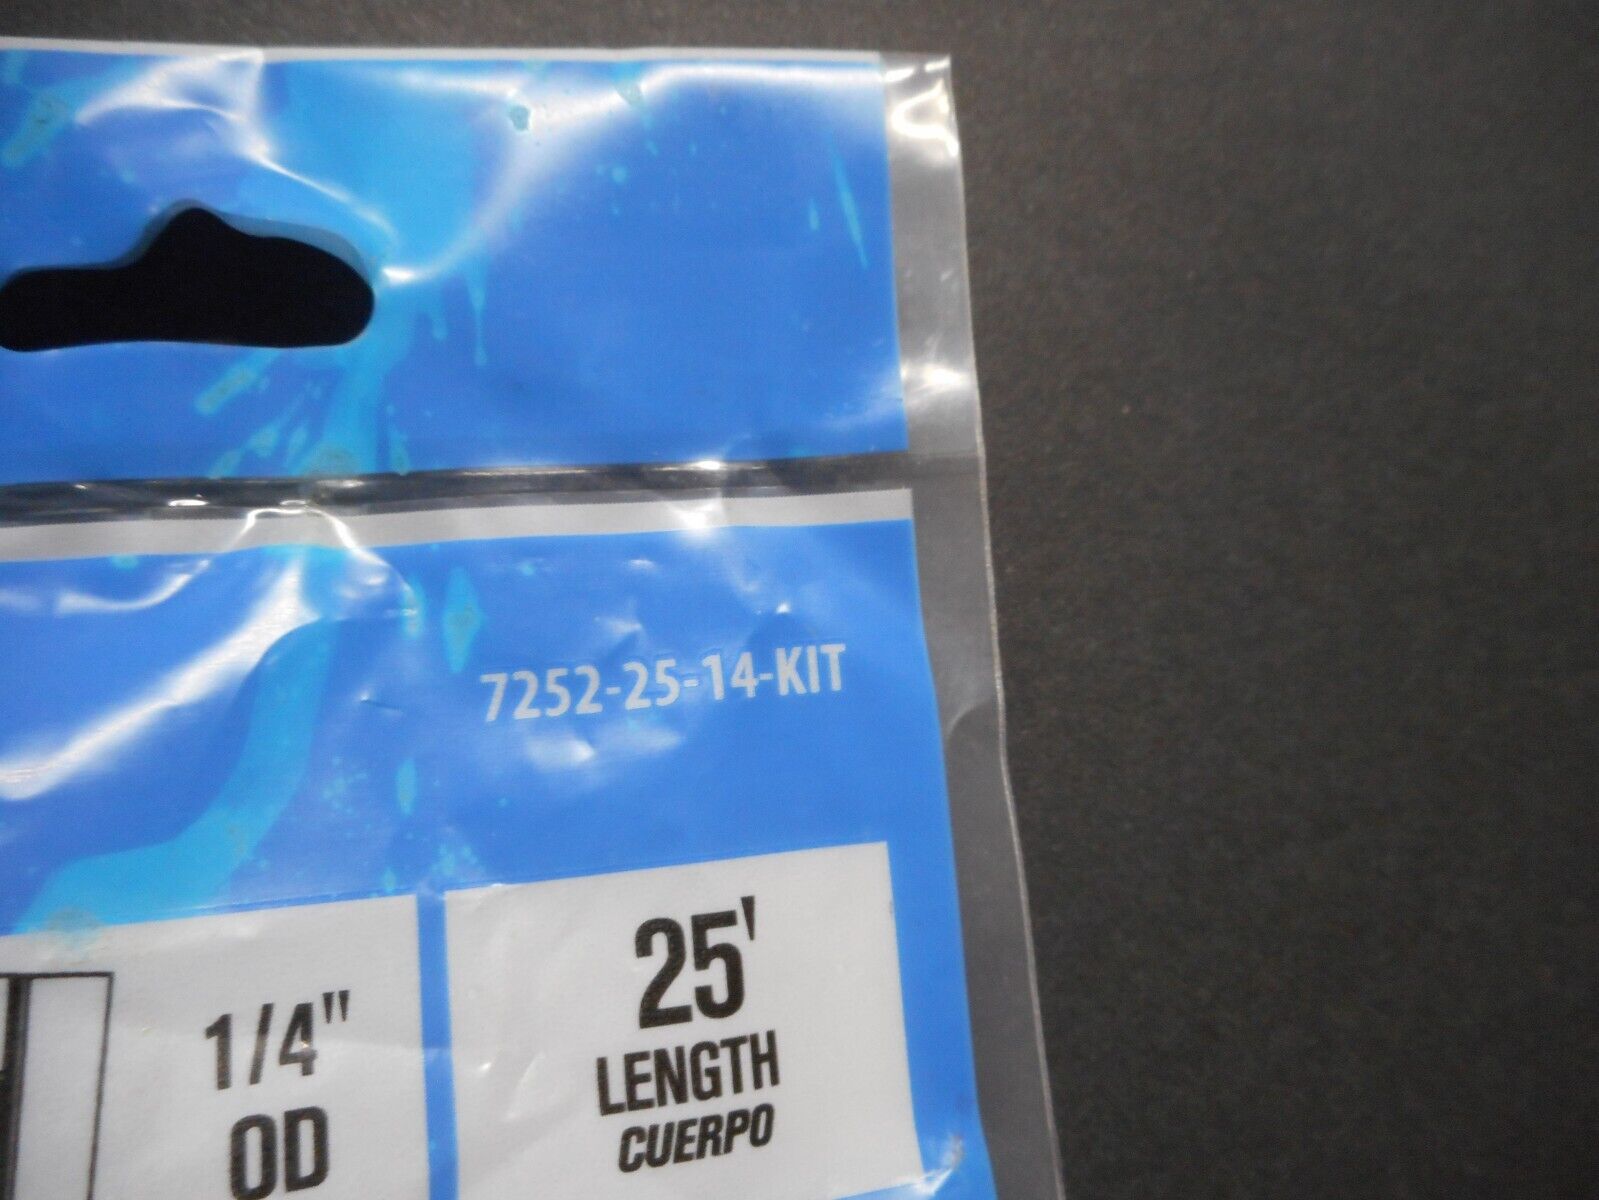 7252-25-14-KIT
1/4"
OD
25'
LENGTH
CUERPO